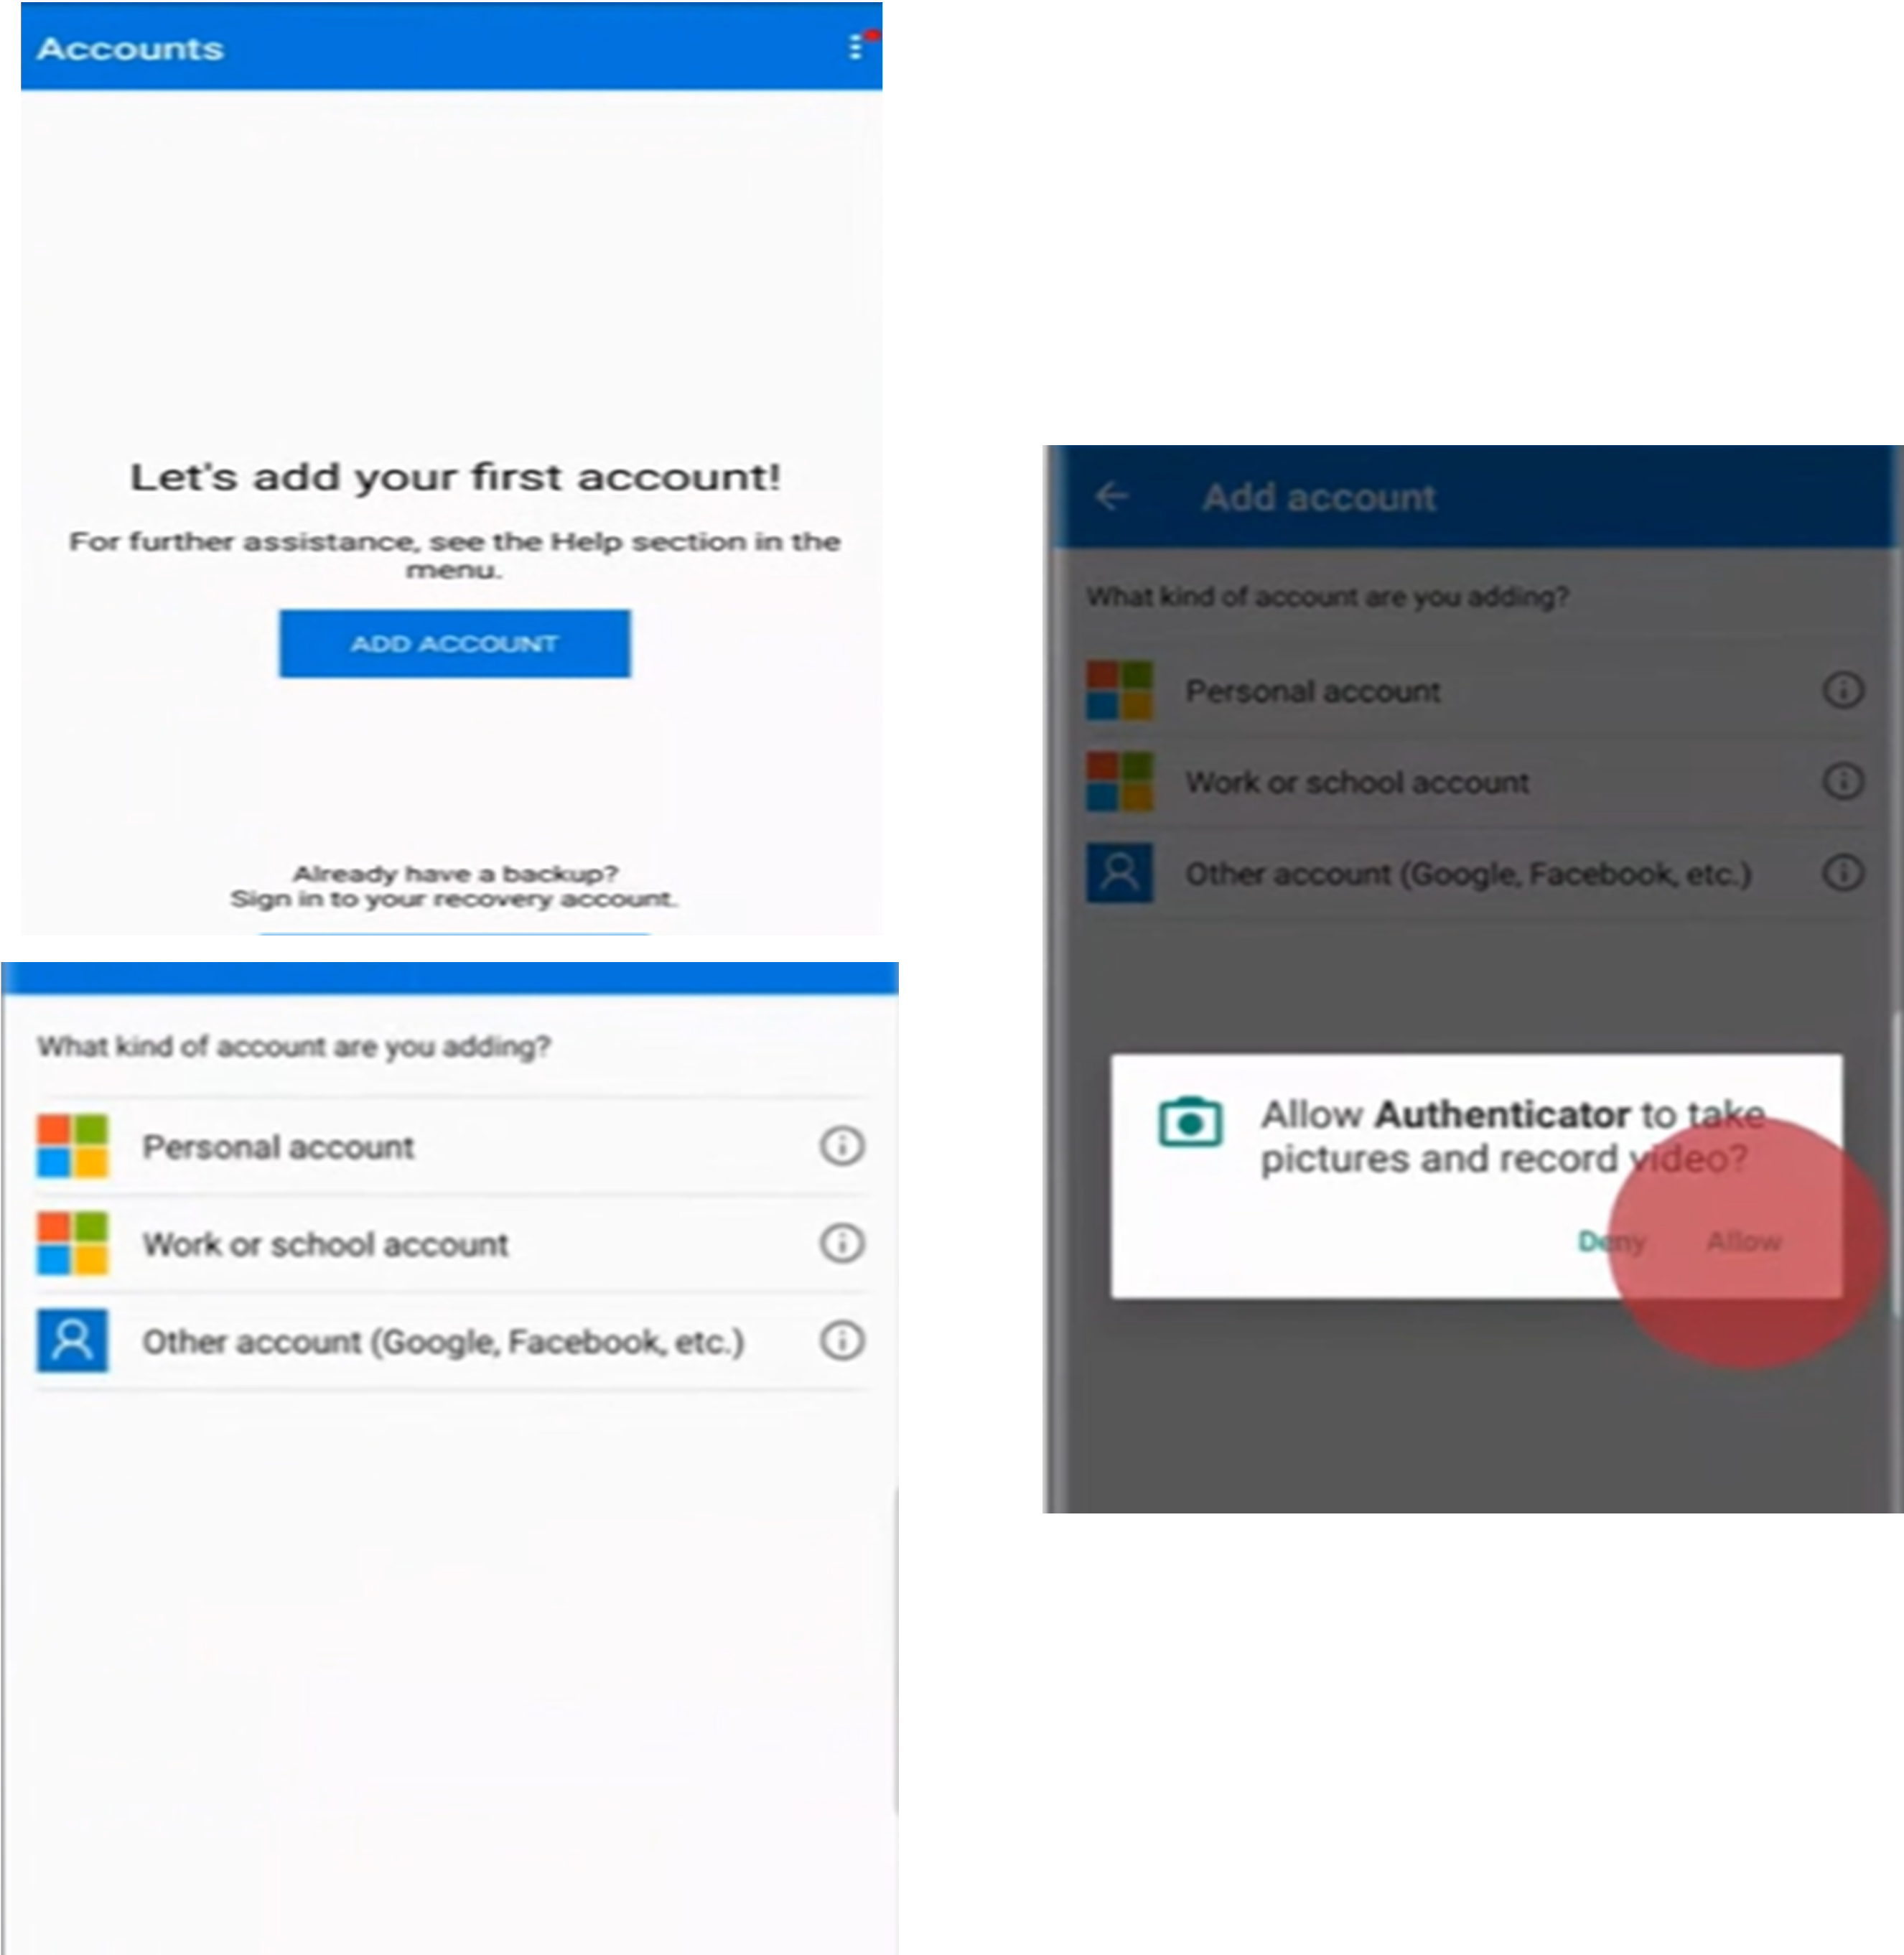 Accounts
Let's add your first account!
For further assistance, see the Help section in the
menu.
ADD ACCOUNT
Already have a backup?
Sign in to your recovery account.
What kind of account are you adding?
Personal account
Work or school account
Other account (Google, Facebook, etc.)
Add account
What kind of account are you adding?
Personal account
Work or school account
Other account (Google, Facebook, etc.)
Allow Authenticator to take
pictures and record video?
Deny Allow